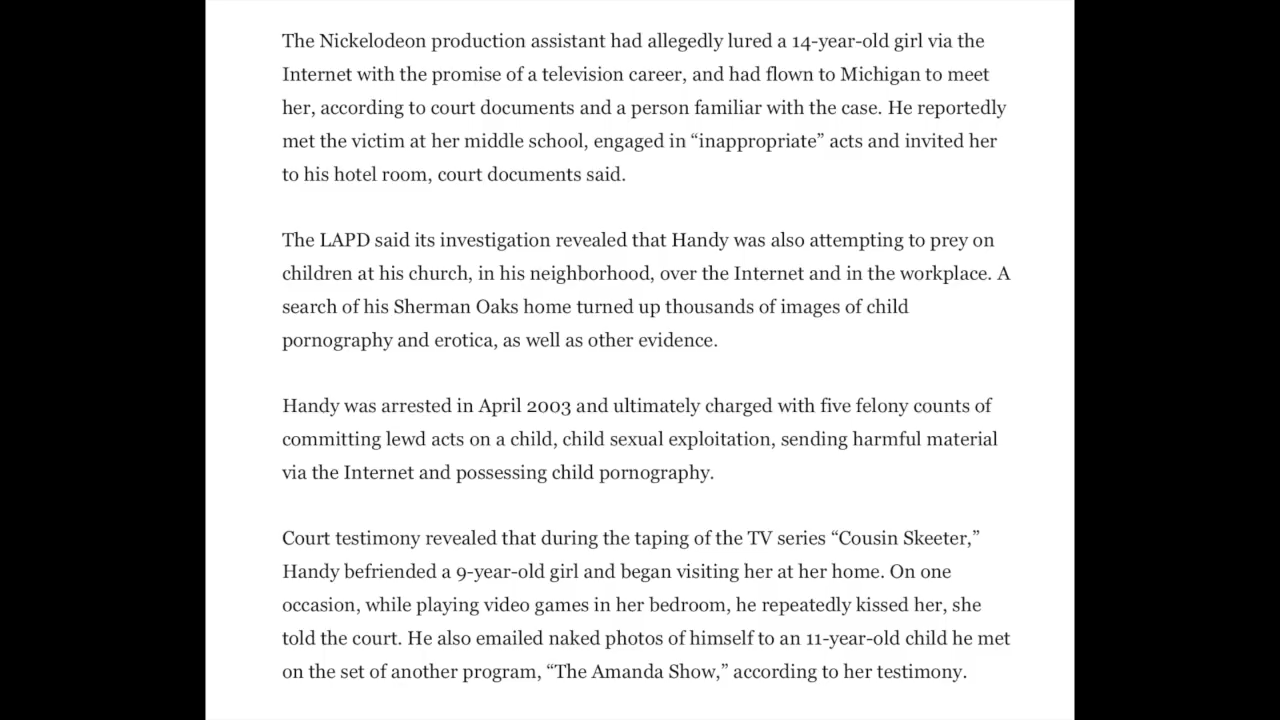 The Nickelodeon production assistant had allegedly lured a 14-year-old girl via the
Internet with the promise of a television career, and had flown to Michigan to meet
her, according to court documents and a person familiar with the case. He reportedly
met the victim at her middle school, engaged in “inappropriate” acts and invited her
to his hotel room, court documents said.
The LAPD said its investigation revealed that Handy was also attempting to prey on
children at his church, in his neighborhood, over the Internet and in the workplace. A
search of his Sherman Oaks home turned up thousands of images of child
pornography and erotica, as well as other evidence.
Handy was arrested in April 2003 and ultimately charged with five felony counts of
committing lewd acts on a child, child sexual exploitation, sending harmful material
via the Internet and possessing child pornography.
Court testimony revealed that during the taping of the TV series “Cousin Skeeter,”
Handy befriended a 9-year-old girl and began visiting her at her home. On one
occasion, while playing video games in her bedroom, he repeatedly kissed her, she
told the court. He also emailed naked photos of himself to an 11-year-old child he met
on the set of another program, “The Amanda Show,” according to her testimony.